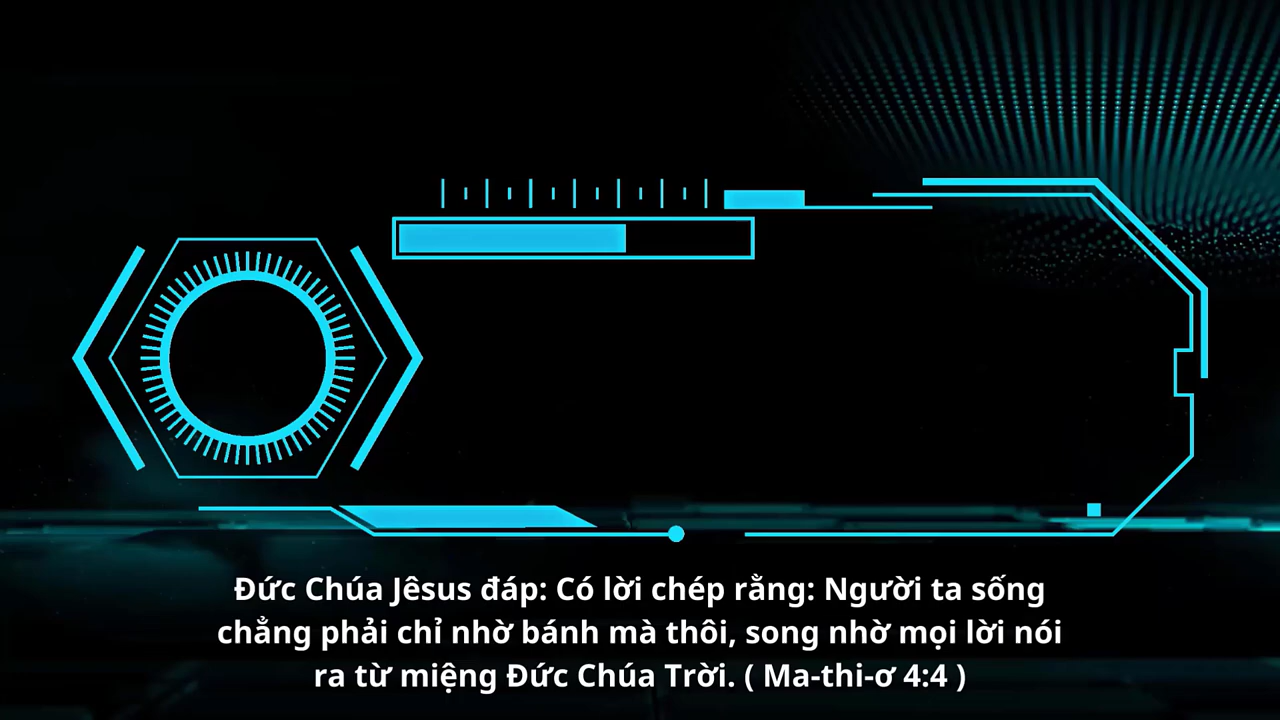 Đức Chúa Jêsus đáp: Có lời chép rằng: Người ta sống
chẳng phải chỉ nhờ bánh mà thôi, song nhờ mọi lời nói
ra từ miệng Đức Chúa Trời. ( Ma-thi-ơ 4:4 )